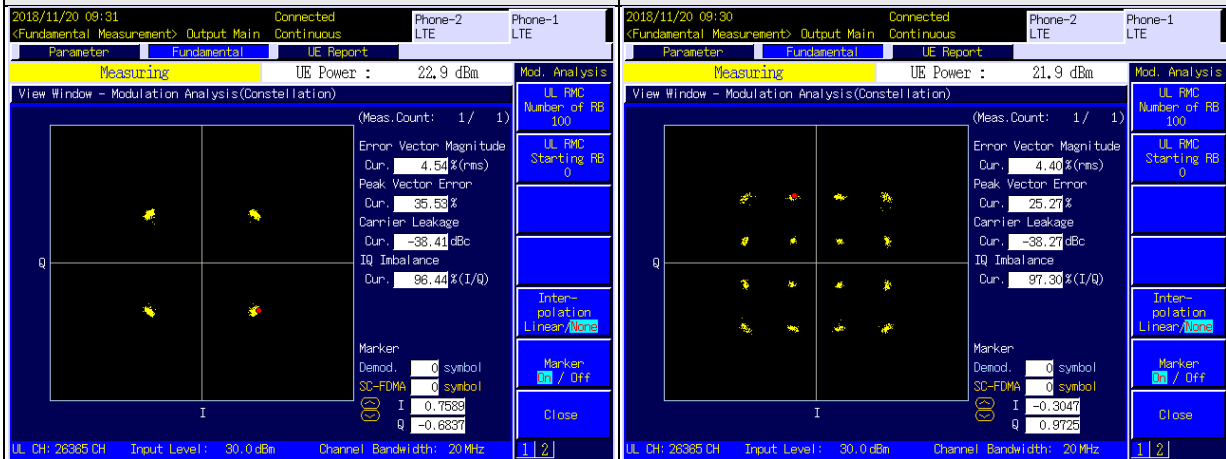 2018/11/20 09:31 Connected Phone-2 Phone-1
<Fundamental Measurement> Output Main Continuous LTE LTE
Parameter Fundamental UE Report
Measuring UE Power : 22.9 dBm Mod. Analysis
View Window - Modulation Analysis(Constellation)
(Meas.Count: 1/ 1)
Error Vector Magnitude
Cur. 4.54 %(rms)
Peak Vector Error
Cur. 35.53 %
Carrier Leakage
Cur. -38.41 dBc
IQ Imbalance
Cur. 96.44 %(I/Q)
Marker
Demod. 0 symbol
SC-FDMA 0 symbol
I 0.7589
Q -0.6837
Q
I
UL RMC
Number of RB
100
UL RMC
Starting RB
0
Inter-
polation
Linear/None
Marker
On / Off
Close
UL CH: 26365 CH Input Level: 30.0 dBm Channel Bandwidth: 20 MHz 1 2
2018/11/20 09:30 Connected Phone-2 Phone-1
<Fundamental Measurement> Output Main Continuous LTE LTE
Parameter Fundamental UE Report
Measuring UE Power : 21.9 dBm Mod. Analysis
View Window - Modulation Analysis(Constellation)
(Meas.Count: 1/ 1)
Error Vector Magnitude
Cur. 4.40 %(rms)
Peak Vector Error
Cur. 25.27 %
Carrier Leakage
Cur. -38.27 dBc
IQ Imbalance
Cur. 97.30 %(I/Q)
Marker
Demod. 0 symbol
SC-FDMA 0 symbol
I -0.3047
Q 0.9725
Q
I
UL RMC
Number of RB
100
UL RMC
Starting RB
0
Inter-
polation
Linear/None
Marker
On / Off
Close
UL CH: 26365 CH Input Level: 30.0 dBm Channel Bandwidth: 20 MHz 1 2